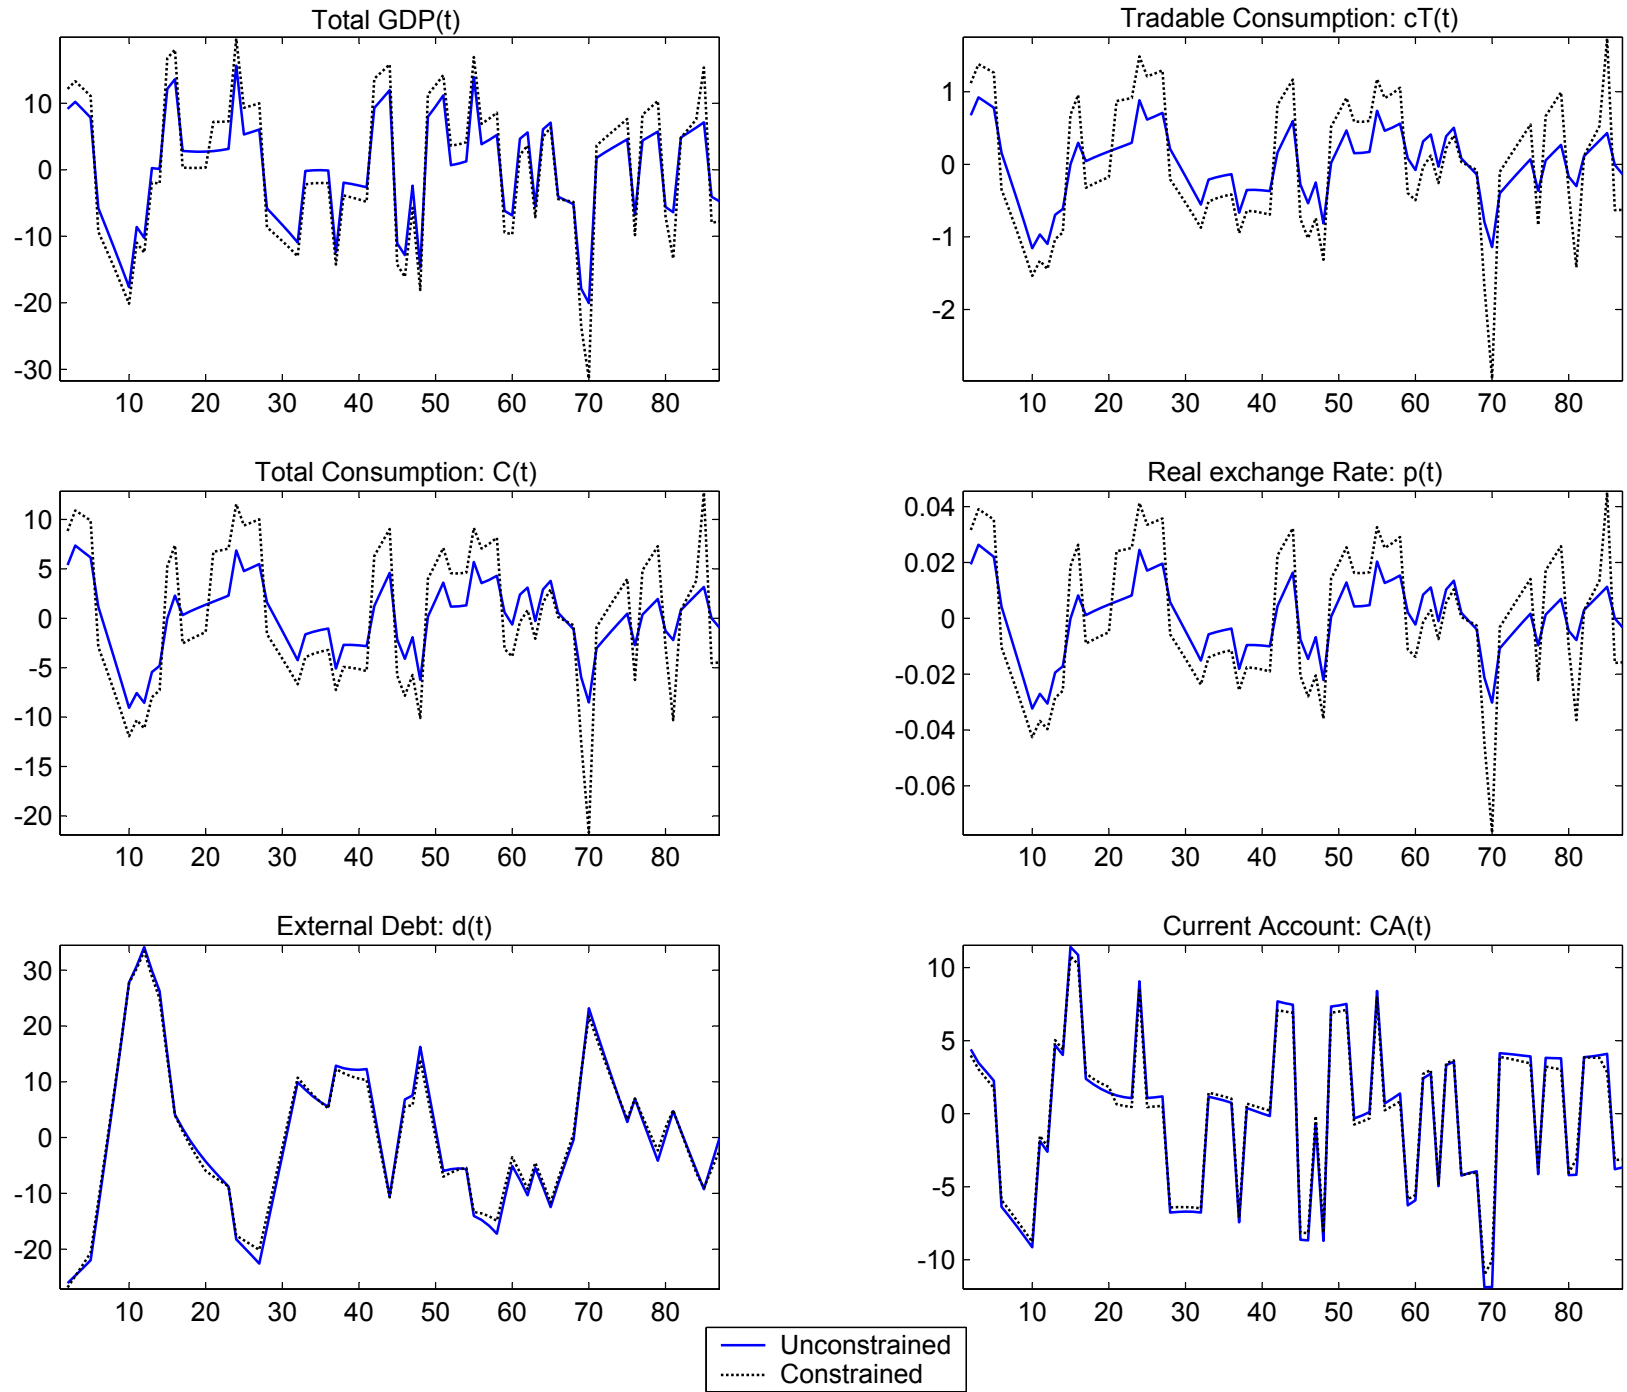 Total GDP(t)
10
0
-10
-20
-30
10 20 30 40 50 60 70 80
Tradable Consumption: cT(t)
1
0
-1
-2
10 20 30 40 50 60 70 80
Total Consumption: C(t)
10
5
0
-5
-10
-15
-20
10 20 30 40 50 60 70 80
Real exchange Rate: p(t)
0.04
0.02
0
-0.02
-0.04
-0.06
10 20 30 40 50 60 70 80
External Debt: d(t)
30
20
10
0
-10
-20
10 20 30 40 50 60 70 80
Current Account: CA(t)
10
5
0
-5
-10
10 20 30 40 50 60 70 80
Unconstrained
Constrained